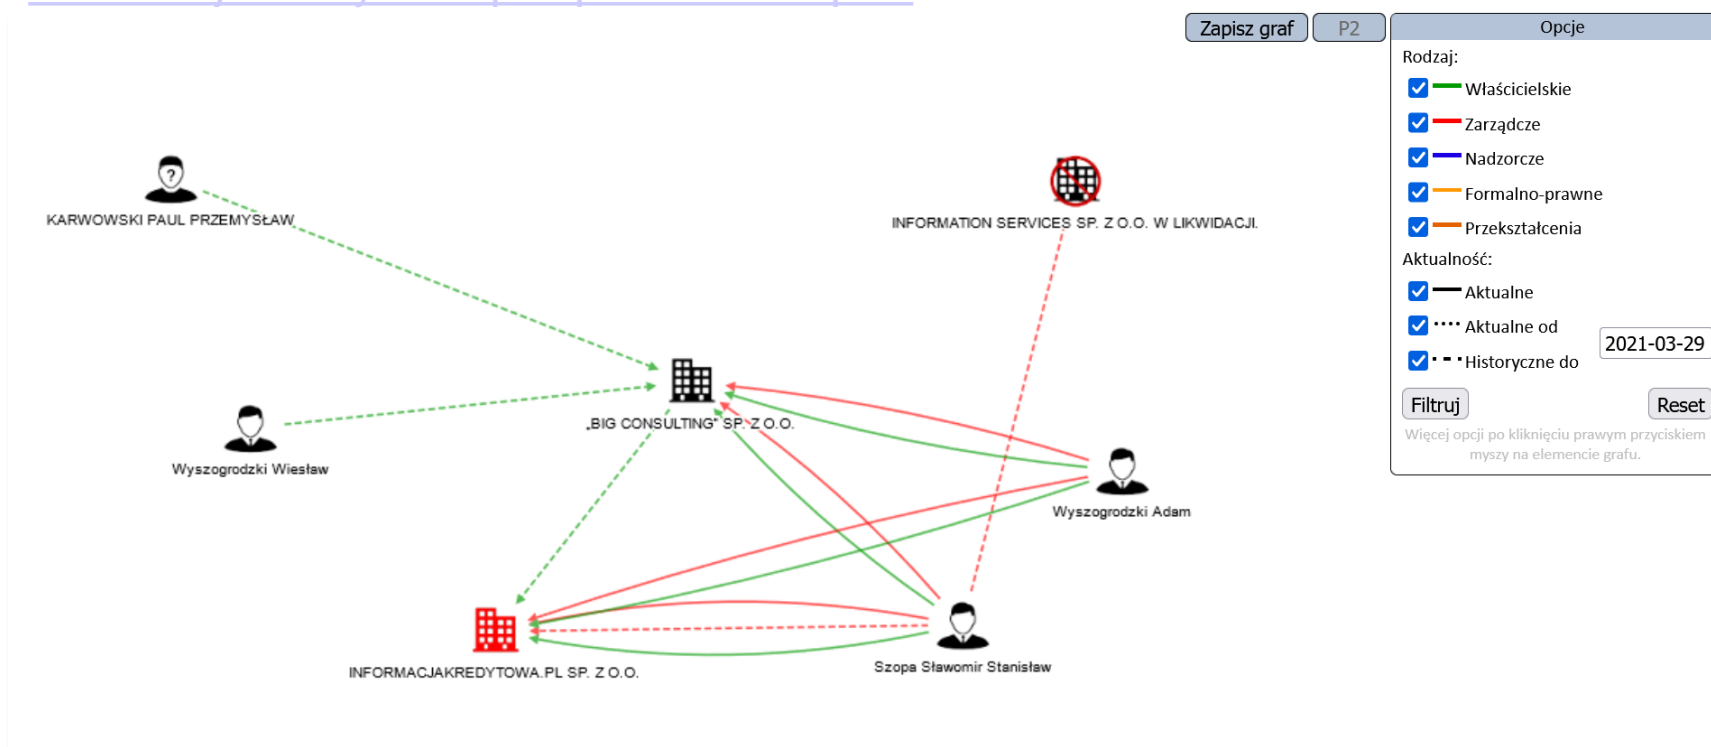 Zapisz graf
P2
Opcje
Rodzaj:
Właścicielskie
Zarządcze
Nadzorcze
Formalno-prawne
Przekształcenia
Aktualność:
Aktualne
Aktualne od
Historyczne do
2021-03-29
Filtruj
Reset
Więcej opcji po kliknięciu prawym przyciskiem
myszy na elemencie grafu.
?
KARWOWSKI PAUL PRZEMYSŁAW
INFORMATION SERVICES SP. Z O.O. W LIKWIDACJI.
„BIG CONSULTING" SP. Z O.O.
Wyszogrodzki Wiesław
Wyszogrodzki Adam
INFORMACJAKREDYTOWA.PL SP. Z O.O.
Szopa Sławomir Stanisław